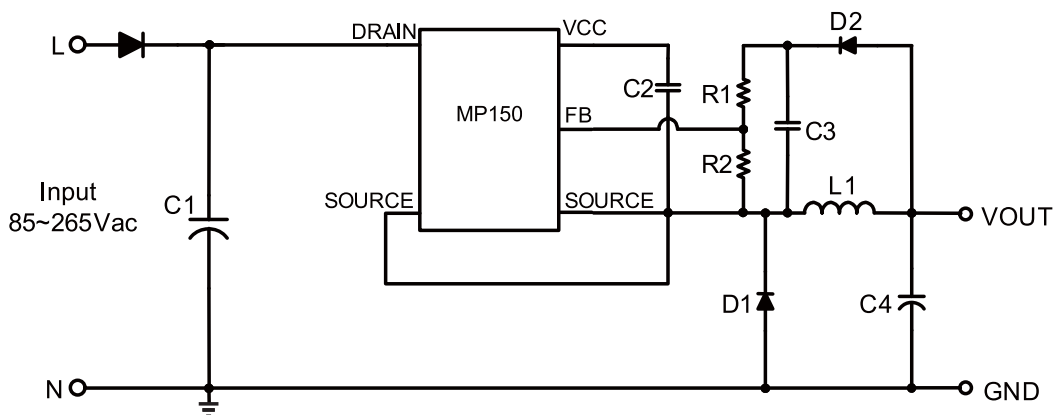 D2
L
DRAIN
VCC
C2
R1
MP150
FB
C3
R2
Input
85~265Vac
C1
SOURCE
SOURCE
L1
VOUT
D1
C4
N
GND